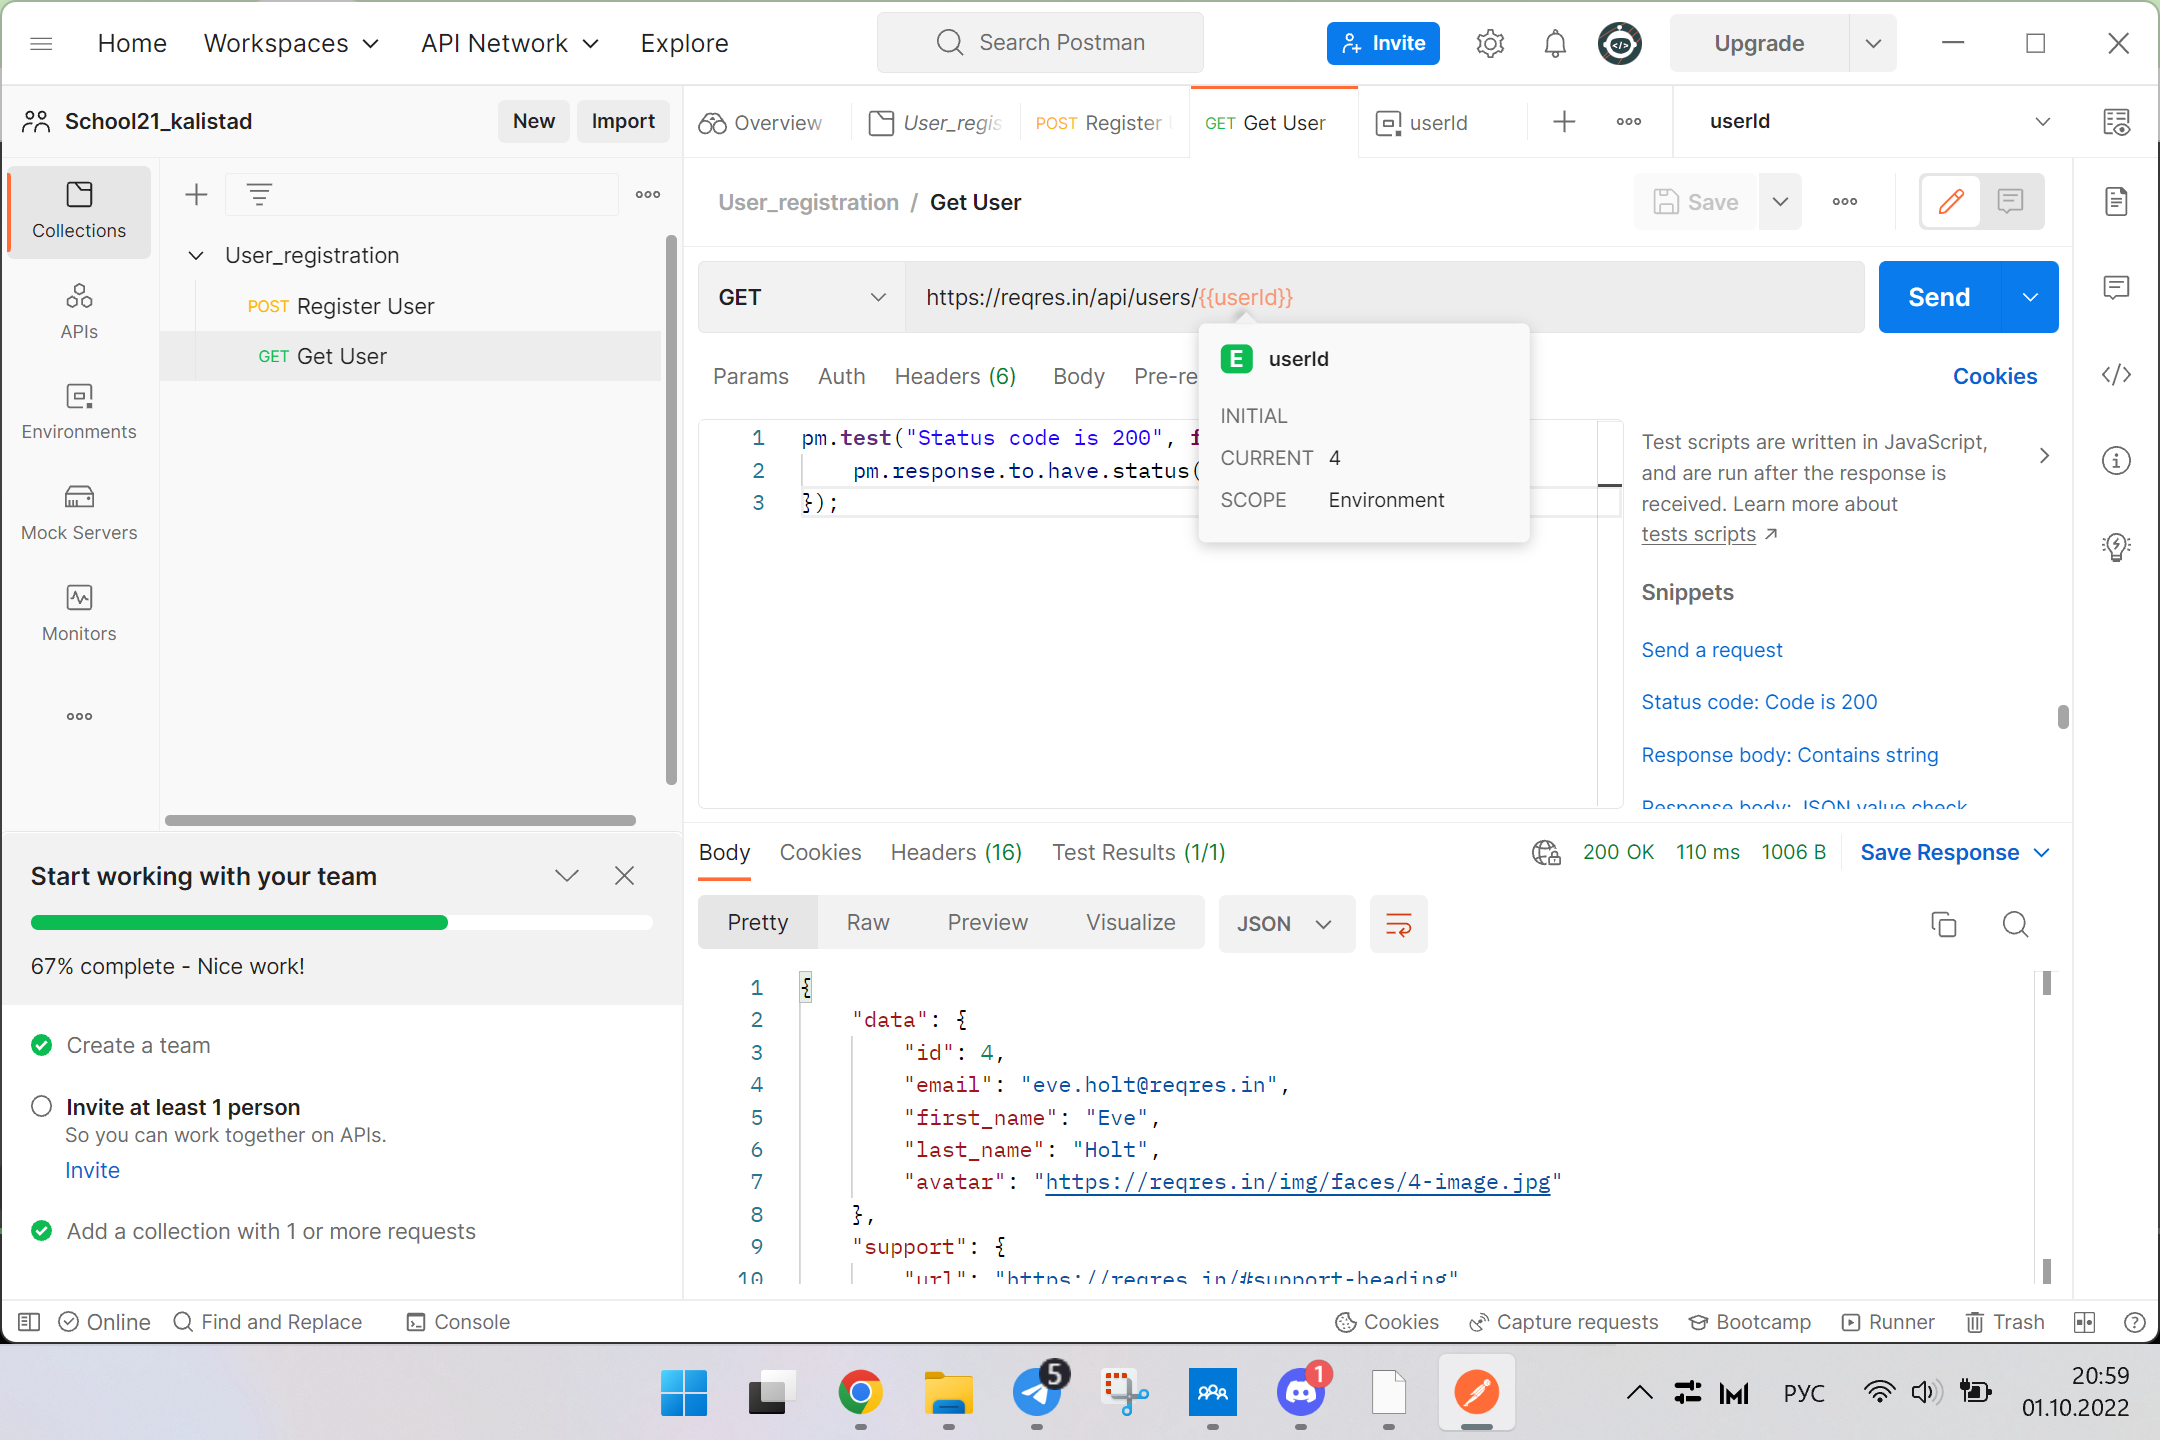 Home
Workspaces
API Network
Explore
Search Postman
Invite
Upgrade
School21_kalistad
New
Import
Overview
User_regis
POST Register
GET Get User
userId
userId
Collections
APIs
Environments
Mock Servers
Monitors
User_registration
POST Register User
GET Get User
User_registration / Get User
Save
GET
https://reqres.in/api/users/{{userId}}
Send
Params
Auth
Headers (6)
Body
Pre-re
Cookies
E userId
INITIAL
CURRENT 4
SCOPE Environment
1 pm.test("Status code is 200", f
2 pm.response.to.have.status(
3 });
Test scripts are written in JavaScript,
and are run after the response is
received. Learn more about
tests scripts
Snippets
Send a request
Status code: Code is 200
Response body: Contains string
Response body: JSON value check
Body
Cookies
Headers (16)
Test Results (1/1)
200 OK
110 ms
1006 B
Save Response
Pretty
Raw
Preview
Visualize
JSON
1 {
2 "data": {
3 "id": 4,
4 "email": "eve.holt@reqres.in",
5 "first_name": "Eve",
6 "last_name": "Holt",
7 "avatar": "https://reqres.in/img/faces/4-image.jpg"
8 },
9 "support": {
10 "url": "https://reqres.in/#support-heading"
Start working with your team
67% complete - Nice work!
Create a team
Invite at least 1 person
So you can work together on APIs.
Invite
Add a collection with 1 or more requests
Online
Find and Replace
Console
Cookies
Capture requests
Bootcamp
Runner
Trash
5
1
РУС
20:59
01.10.2022